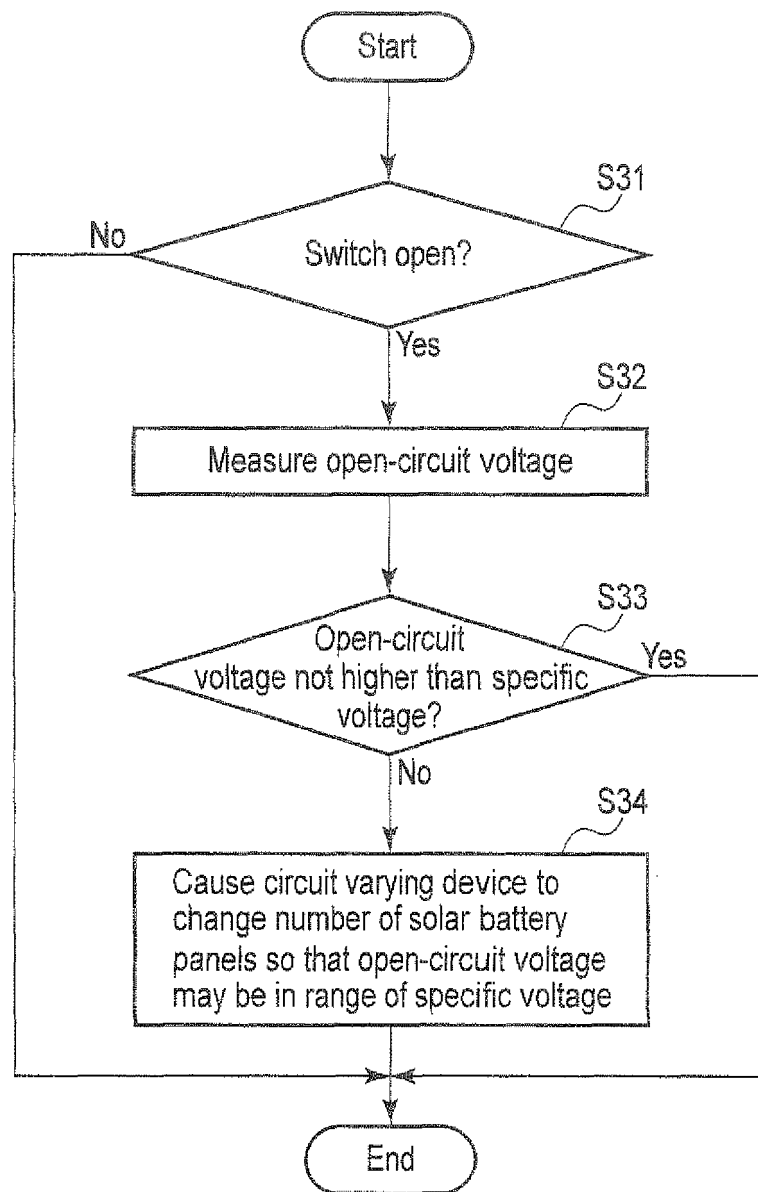 Start
S31
No
Switch open?
Yes
S32
Measure open-circuit voltage
S33
Open-circuit
voltage not higher than specific
voltage?
Yes
No
S34
Cause circuit varying device to
change number of solar battery
panels so that open-circuit voltage
may be in range of specific voltage
End